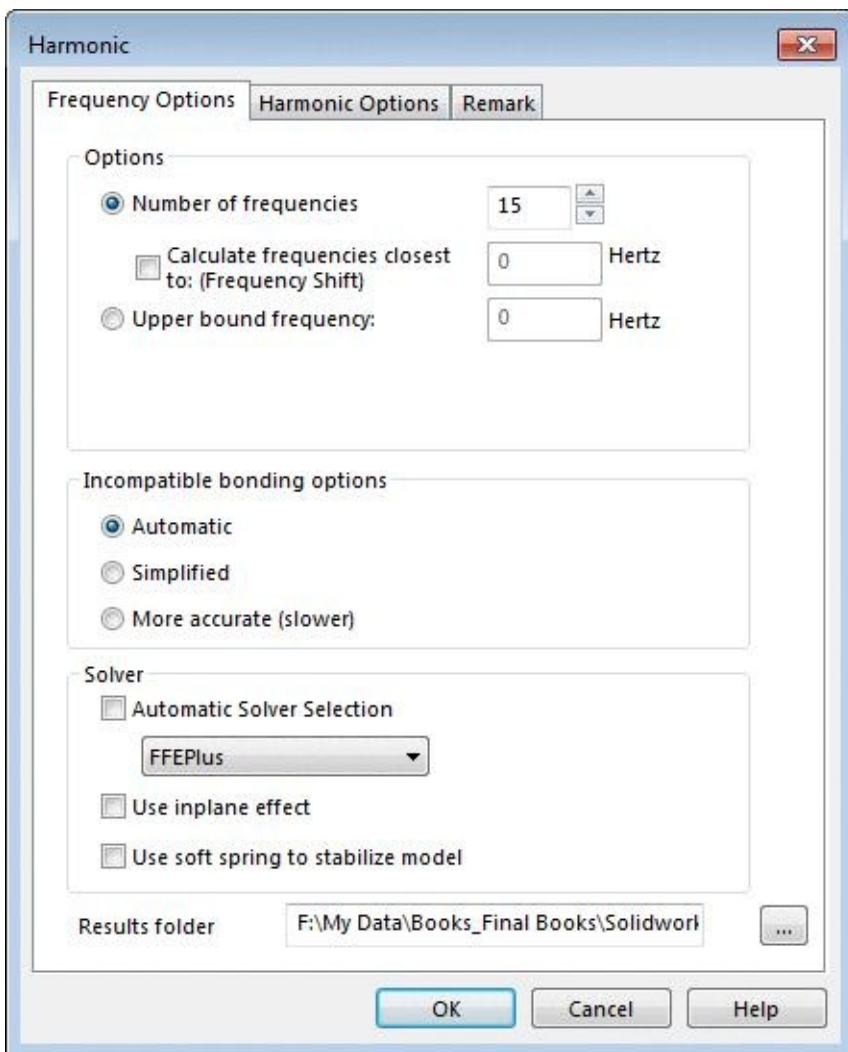 Harmonic
Frequency Options Harmonic Options Remark
Options
Number of frequencies 15
Calculate frequencies closest 0 Hertz
to: (Frequency Shift)
Upper bound frequency: 0 Hertz
Incompatible bonding options
Automatic
Simplified
More accurate (slower)
Solver
Automatic Solver Selection
FFEPlus
Use inplane effect
Use soft spring to stabilize model
Results folder F:\My Data\Books_Final Books\Solidwork ...
OK Cancel Help